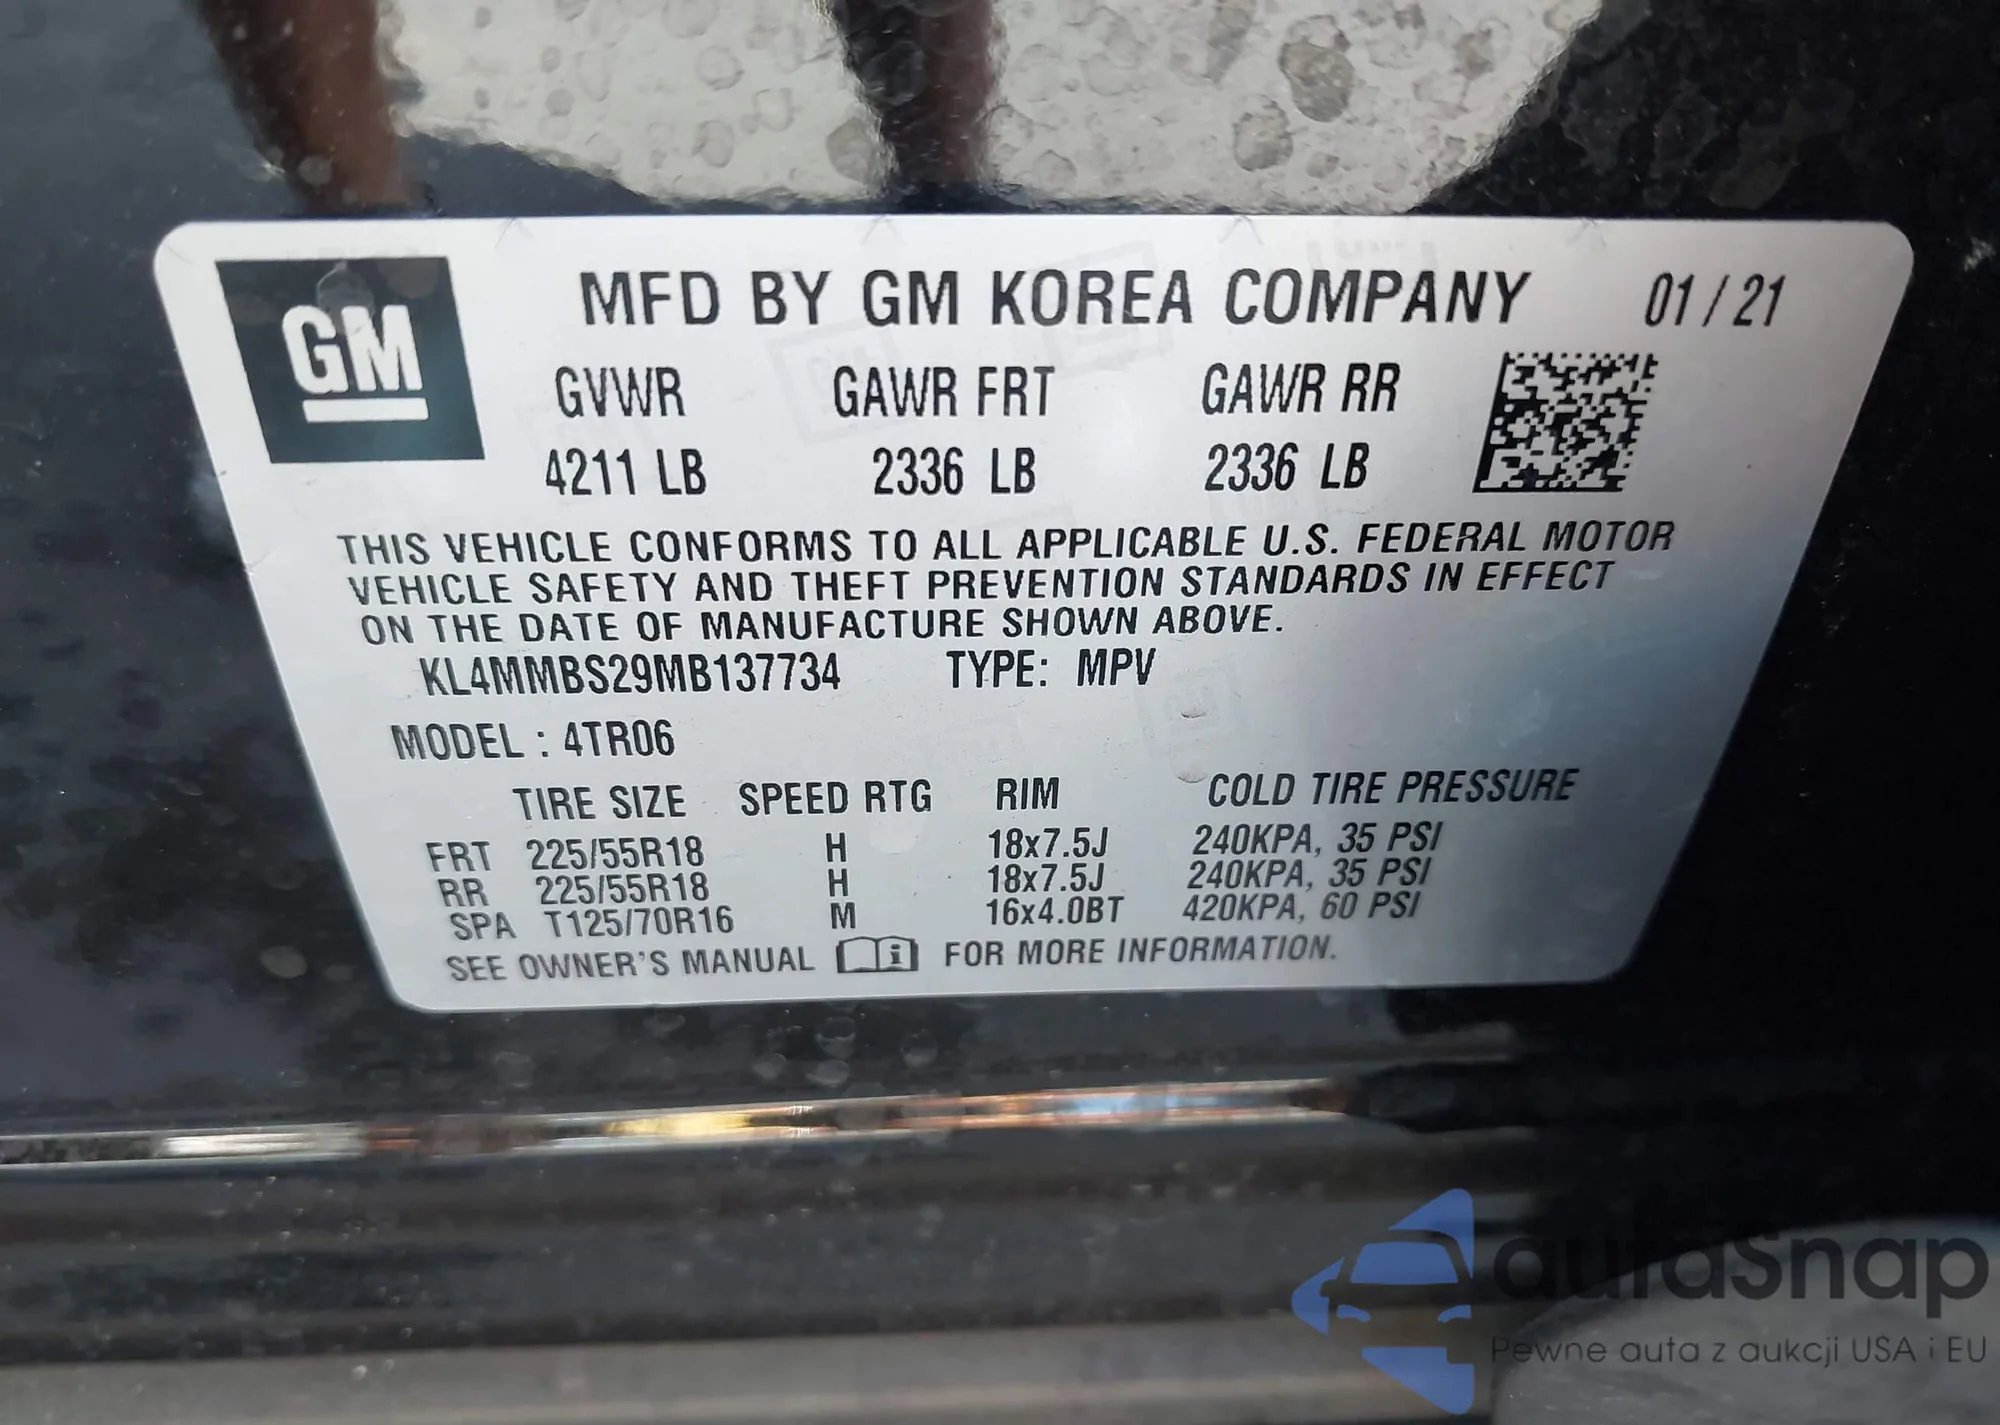 GM
MFD BY GM KOREA COMPANY 01/21
GVWR GAWR FRT GAWR RR
4211 LB 2336 LB 2336 LB
THIS VEHICLE CONFORMS TO ALL APPLICABLE U.S. FEDERAL MOTOR
VEHICLE SAFETY AND THEFT PREVENTION STANDARDS IN EFFECT
ON THE DATE OF MANUFACTURE SHOWN ABOVE.
KL4MMBS29MB137734 TYPE: MPV
MODEL : 4TR06
TIRE SIZE SPEED RTG RIM COLD TIRE PRESSURE
FRT 225/55R18 H 18x7.5J 240KPA, 35 PSI
RR 225/55R18 H 18x7.5J 240KPA, 35 PSI
SPA T125/70R16 M 16x4.0BT 420KPA, 60 PSI
SEE OWNER'S MANUAL i FOR MORE INFORMATION.
auraSnap
Pewne auta z aukcji USA i EU